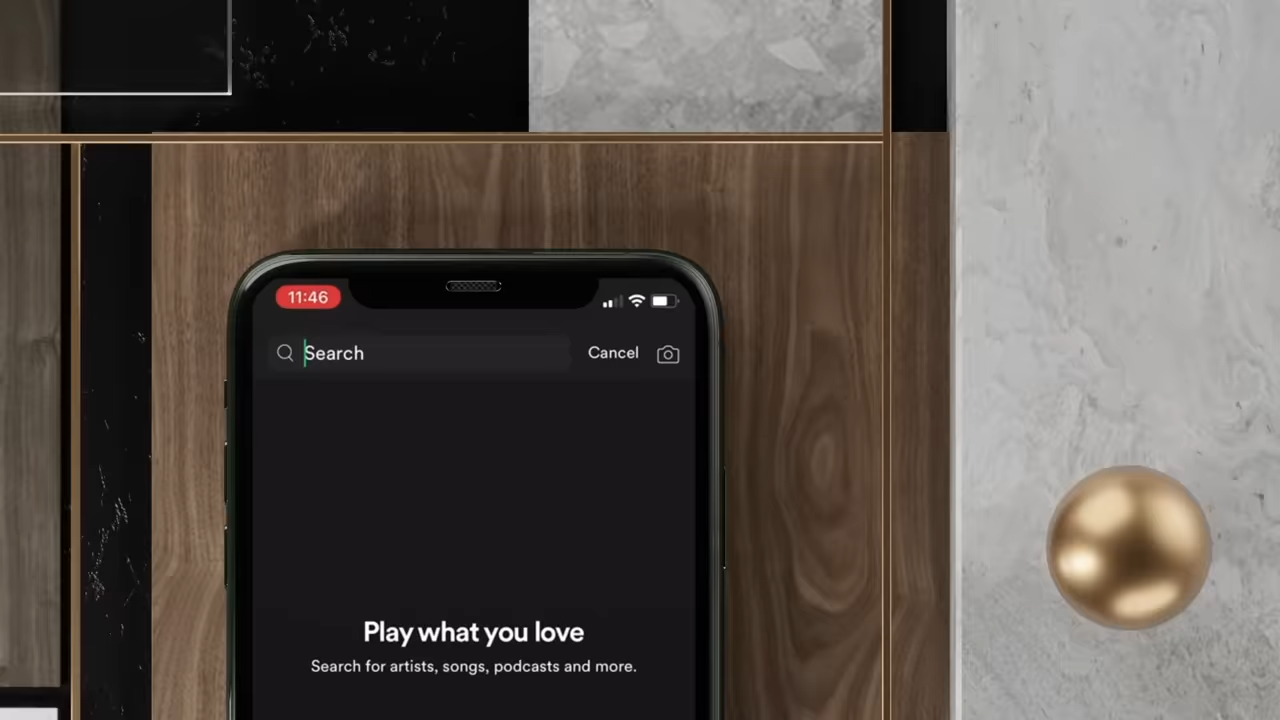 11:46
Search
Cancel
Play what you love
Search for artists, songs, podcasts and more.